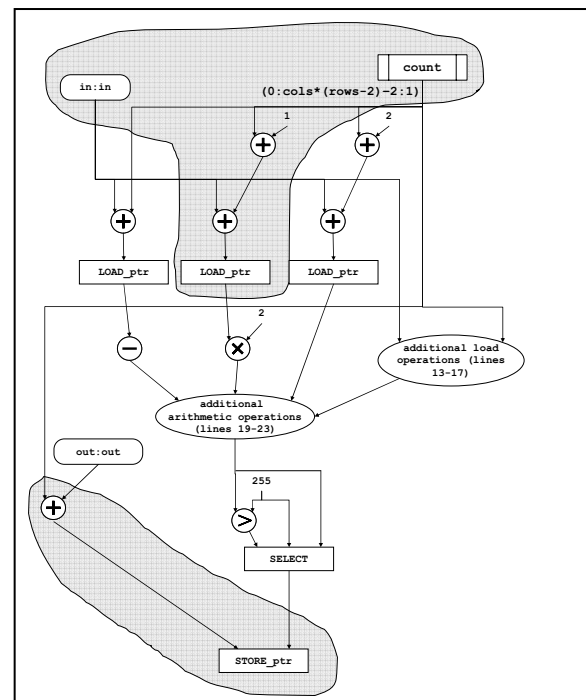 count
in:in
(0:cols*(rows-2)-2:1)
1
2
+
+
+
+
+
LOAD_ptr
LOAD_ptr
LOAD_ptr
2
−
×
additional load
operations (lines
13-17)
additional
arithmetic operations
(lines 19-23)
out:out
255
+
>
SELECT
STORE_ptr